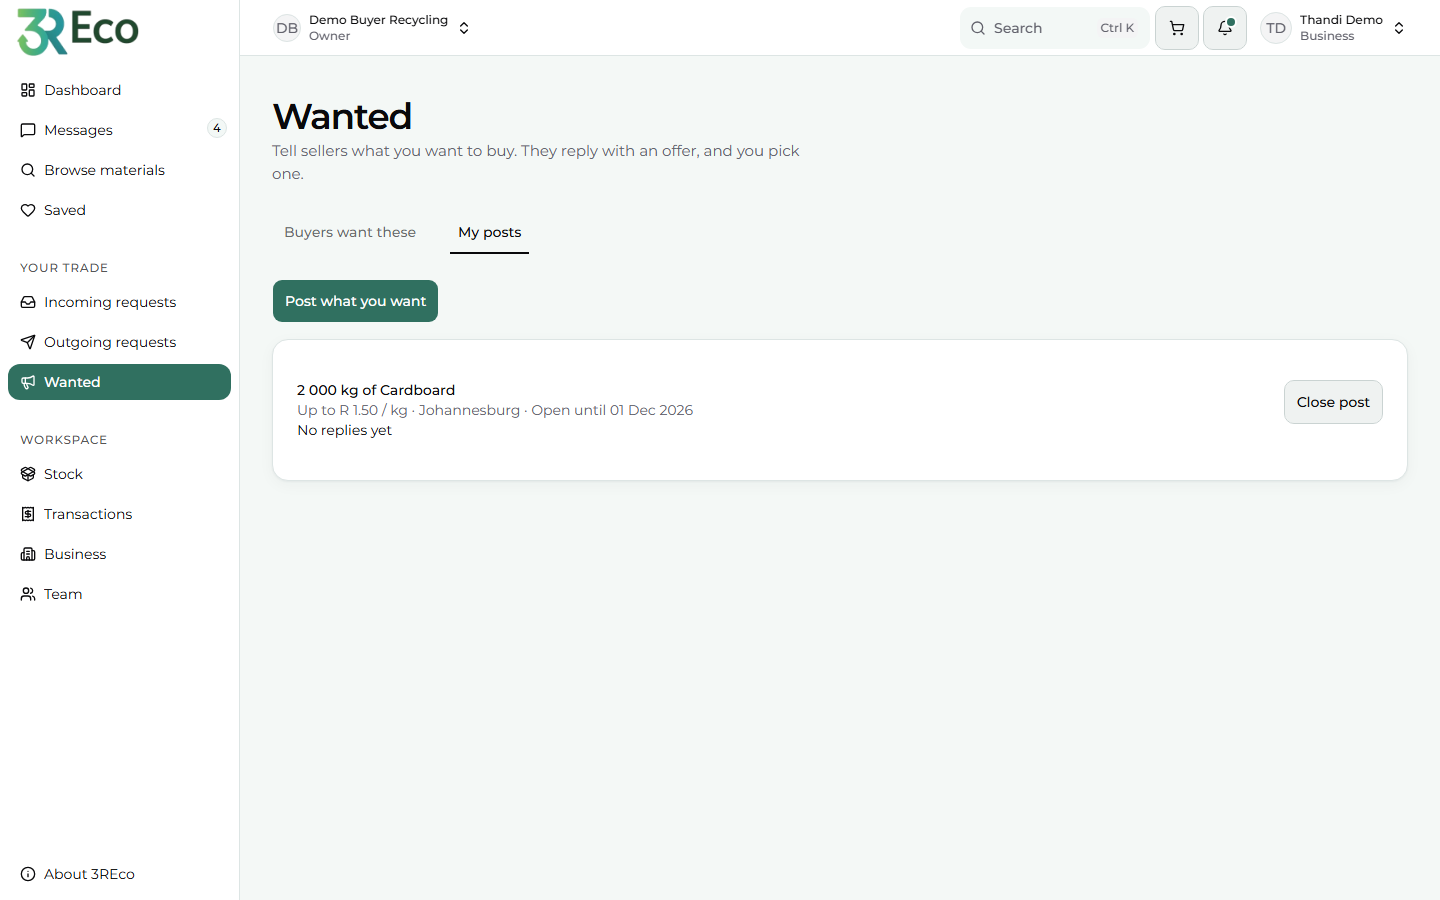 3R Eco
Dashboard
Messages
4
Browse materials
Saved
YOUR TRADE
Incoming requests
Outgoing requests
Wanted
WORKSPACE
Stock
Transactions
Business
Team
About 3REco
DB
Demo Buyer Recycling
Owner
Search
Ctrl K
TD
Thandi Demo
Business
Wanted
Tell sellers what you want to buy. They reply with an offer, and you pick
one.
Buyers want these
My posts
Post what you want
2 000 kg of Cardboard
Up to R 1.50 / kg · Johannesburg · Open until 01 Dec 2026
No replies yet
Close post